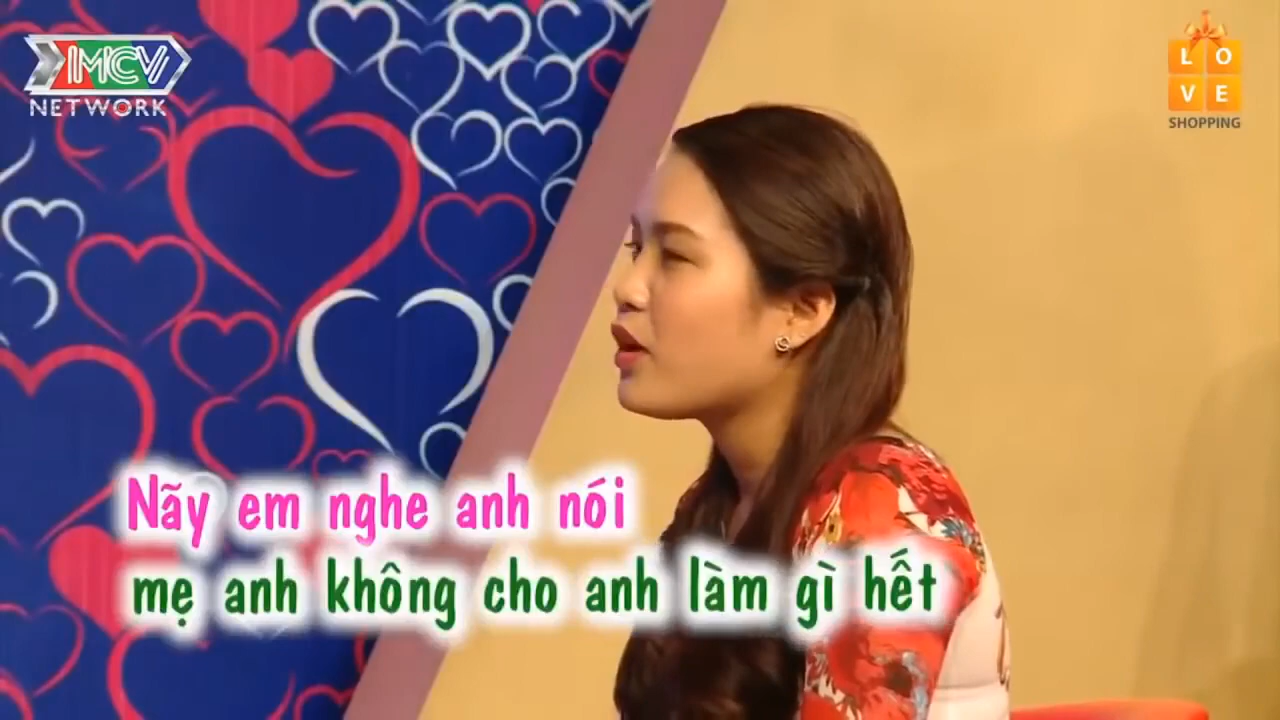 MCV
NETWORK
L O
V E
SHOPPING
Nãy em nghe anh nói
mẹ anh không cho anh làm gì hết